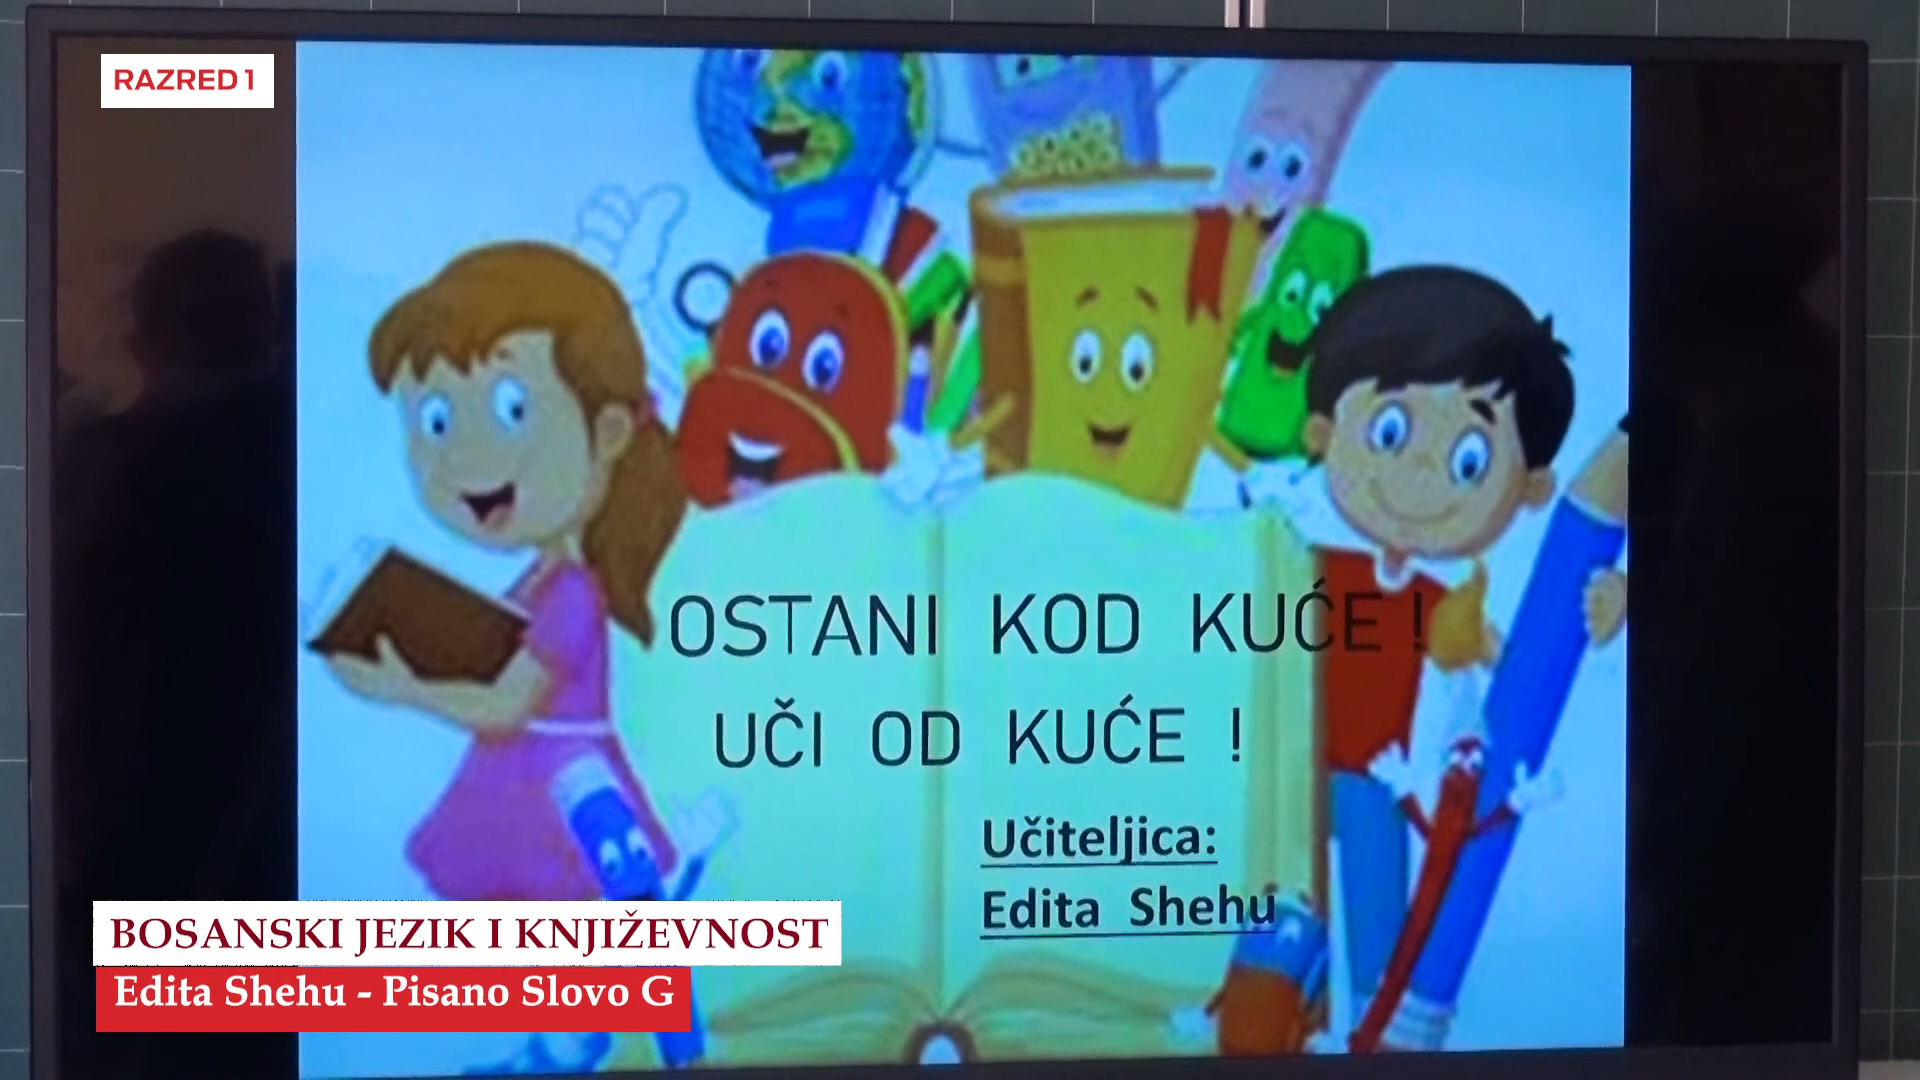 RAZRED 1
OSTANI KOD KUĆE !
UČI OD KUĆE !
Učiteljica:
Edita Shehu
BOSANSKI JEZIK I KNJIŽEVNOST
Edita Shehu - Pisano Slovo G